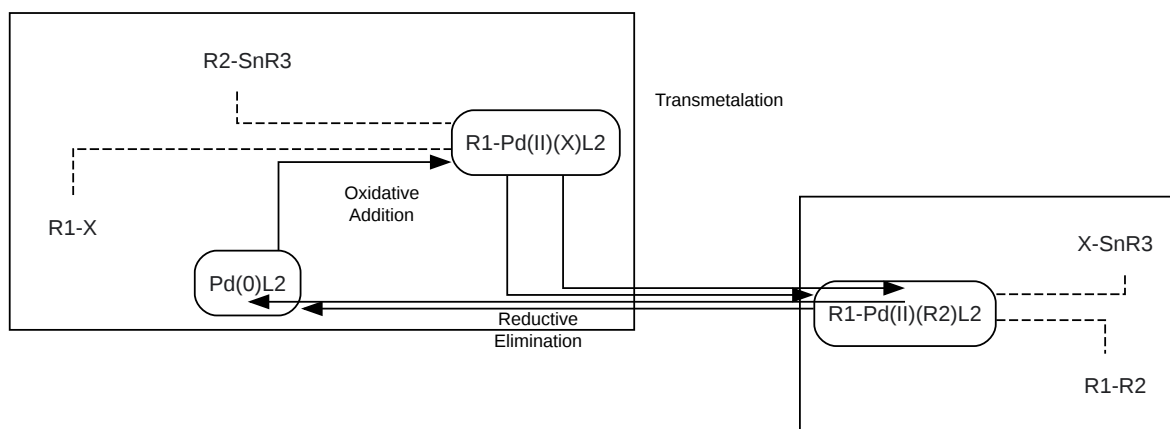 R2-SnR3
Transmetalation
R1-Pd(II)(X)L2
Oxidative
Addition
R1-X
X-SnR3
Pd(0)L2
R1-Pd(II)(R2)L2
Reductive
Elimination
R1-R2